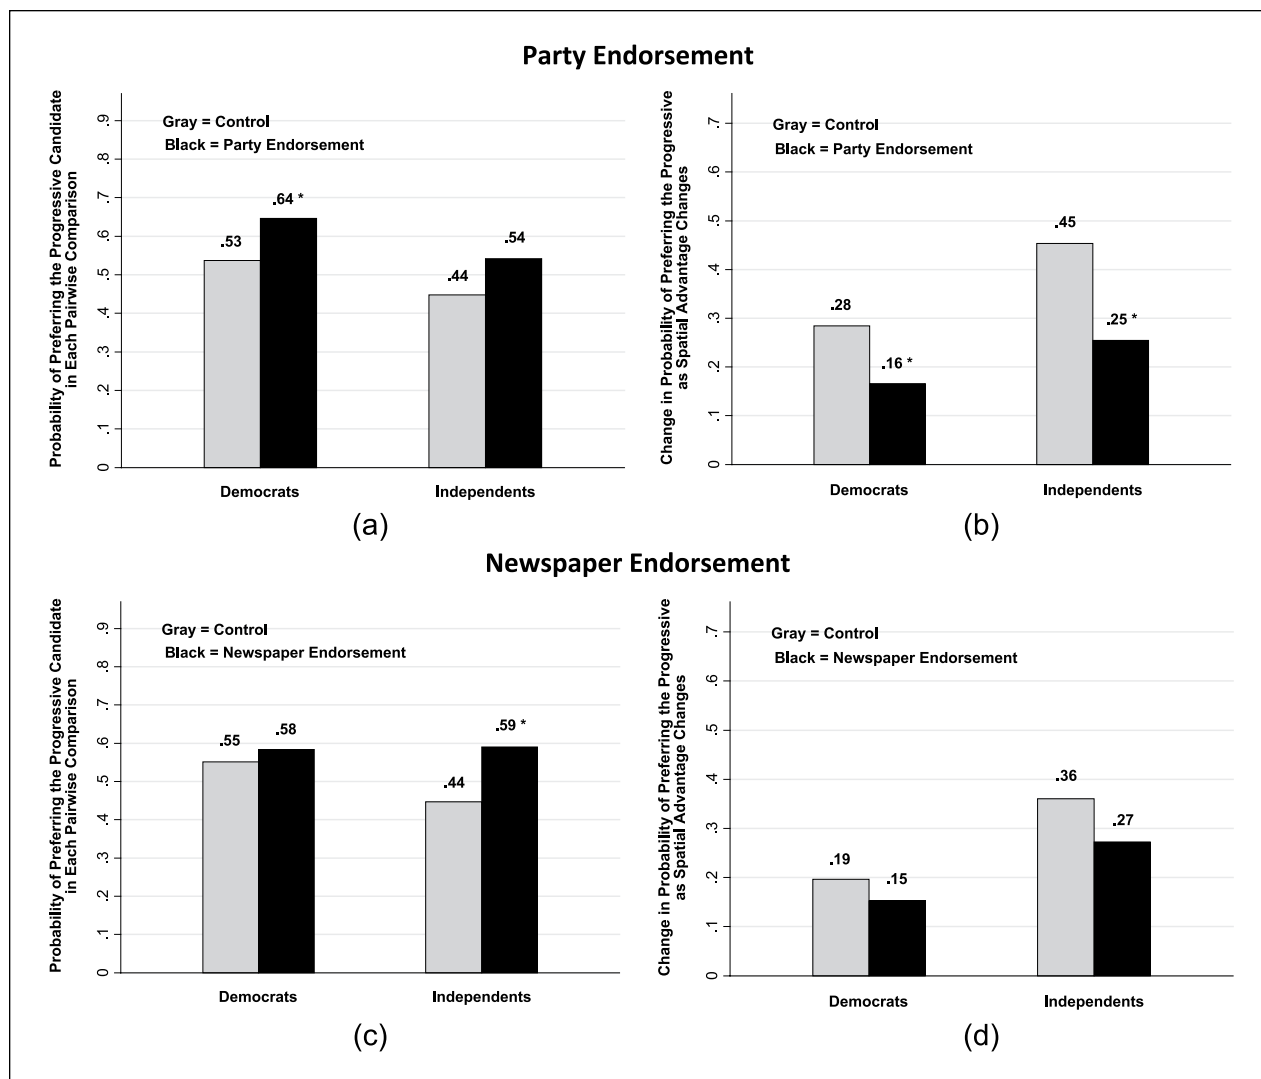 Party Endorsement
Probability of Preferring the Progressive Candidate
in Each Pairwise Comparison
.9
.8
.7
.6
.5
.4
.3
.2
.1
0
Gray = Control
Black = Party Endorsement
.53
.64 *
.44
.54
Democrats
Independents
(a)
Change in Probability of Preferring the Progressive
as Spatial Advantage Changes
.7
.6
.5
.4
.3
.2
.1
0
Gray = Control
Black = Party Endorsement
.28
.16 *
.45
.25 *
Democrats
Independents
(b)
Newspaper Endorsement
Probability of Preferring the Progressive Candidate
in Each Pairwise Comparison
.9
.8
.7
.6
.5
.4
.3
.2
.1
0
Gray = Control
Black = Newspaper Endorsement
.55
.58
.44
.59 *
Democrats
Independents
(c)
Change in Probability of Preferring the Progressive
as Spatial Advantage Changes
.7
.6
.5
.4
.3
.2
.1
0
Gray = Control
Black = Newspaper Endorsement
.19
.15
.36
.27
Democrats
Independents
(d)